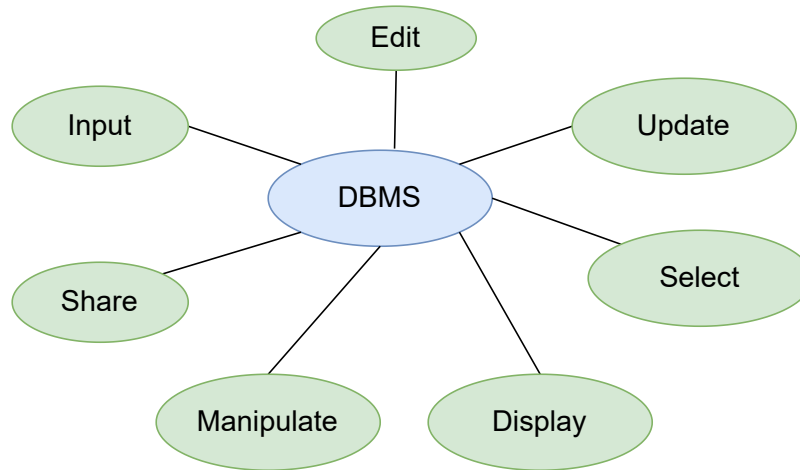 Edit
Input
Update
DBMS
Select
Share
Manipulate
Display